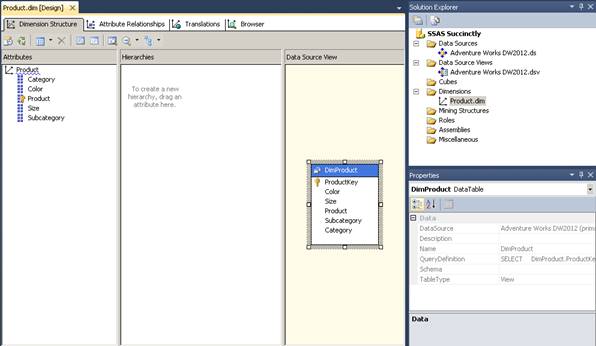 Product.dim [Design]
Dimension Structure
Attribute Relationships
Translations
Browser
Attributes
Product
Category
Color
Product
Size
Subcategory
Hierarchies
To create a new
hierarchy, drag an
attribute here.
Data Source View
DimProduct
ProductKey
Color
Size
Product
Subcategory
Category
Solution Explorer
SSAS Succinctly
Data Sources
Adventure Works DW2012.ds
Data Source Views
Adventure Works DW2012.dsv
Cubes
Dimensions
Product.dim
Mining Structures
Roles
Assemblies
Miscellaneous
Properties
DimProduct DataTable
Data
DataSource Adventure Works DW2012 (prim
Description
Name DimProduct
QueryDefinition SELECT DimProduct.ProductKe
Schema
TableType View
Data